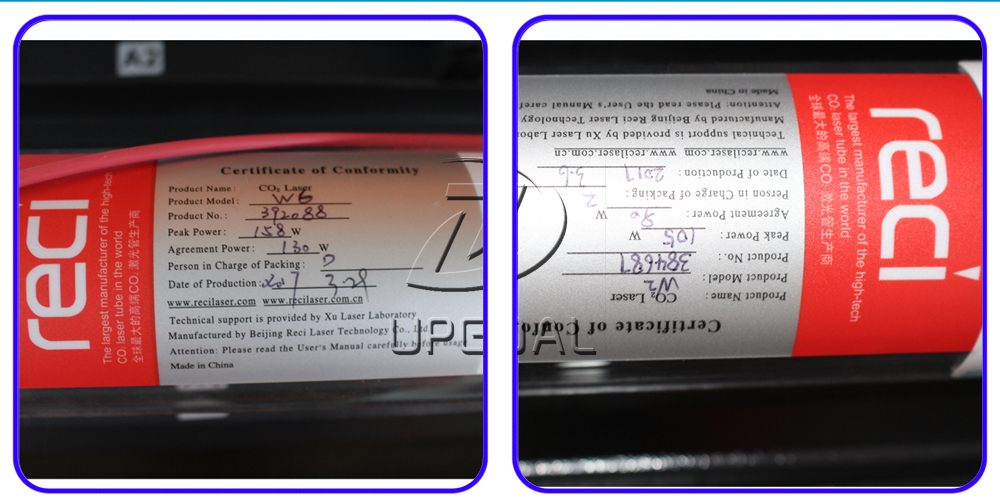 A2
reci
The largest manufacturer of the high-tech
CO₂ laser tube in the world
全球最大的高端CO₂ 激光管生产商
Certificate of Conformity
Product Name: CO₂ Laser
Product Model: W6
Product No.: 392088
Peak Power: 158 W
Agreement Power: 130 W
Person in Charge of Packing:
Date of Production: 2017 3.28
www.recilaser.com www.recilaser.com.cn
Technical support is provided by Xu Laser Laboratory
Manufactured by Beijing Reci Laser Technology Co., Ltd
Attention: Please read the User's Manual carefully before usage
Made in China
reci
The largest manufacturer of the high-tech
CO₂ laser tube in the world
全球最大的高端CO₂ 激光管生产商
Certificate of Confo
Product Name: CO₂ Laser
Product Model: W2
Product No.: 384687
Peak Power: 105 W
Agreement Power: 90 W
Person in Charge of Packing: 2
Date of Production: 2017 3.6
www.recilaser.com www.recilaser.com.cn
Technical support is provided by Xu Laser Labo
Manufactured by Beijing Reci Laser Technology
Attention: Please read the User's Manual caref
Made in China